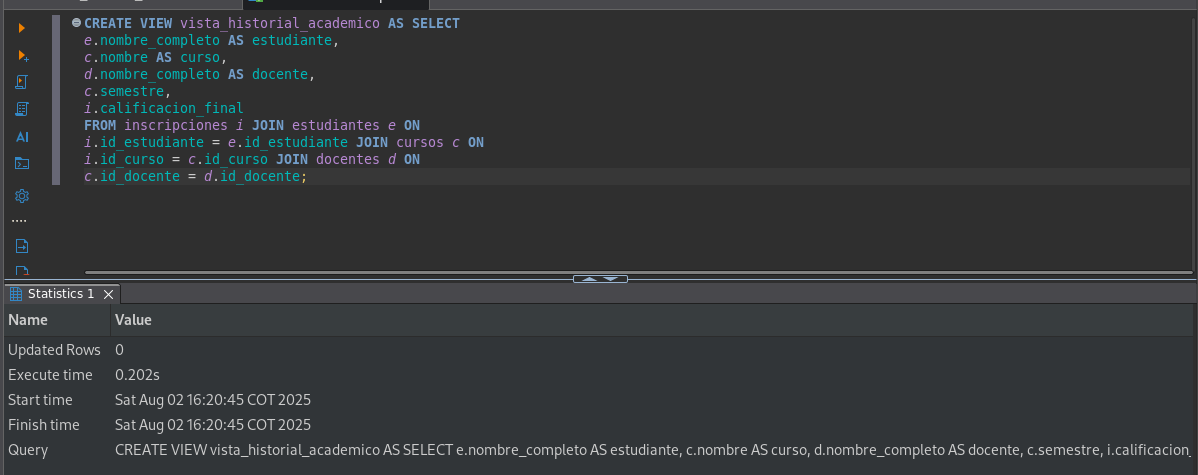 CREATE VIEW vista_historial_academico AS SELECT
e.nombre_completo AS estudiante,
c.nombre AS curso,
d.nombre_completo AS docente,
c.semestre,
i.calificacion_final
FROM inscripciones i JOIN estudiantes e ON
i.id_estudiante = e.id_estudiante JOIN cursos c ON
i.id_curso = c.id_curso JOIN docentes d ON
c.id_docente = d.id_docente;
AI
Statistics 1
Name Value
Updated Rows 0
Execute time 0.202s
Start time Sat Aug 02 16:20:45 COT 2025
Finish time Sat Aug 02 16:20:45 COT 2025
Query CREATE VIEW vista_historial_academico AS SELECT e.nombre_completo AS estudiante, c.nombre AS curso, d.nombre_completo AS docente, c.semestre, i.calificacion_